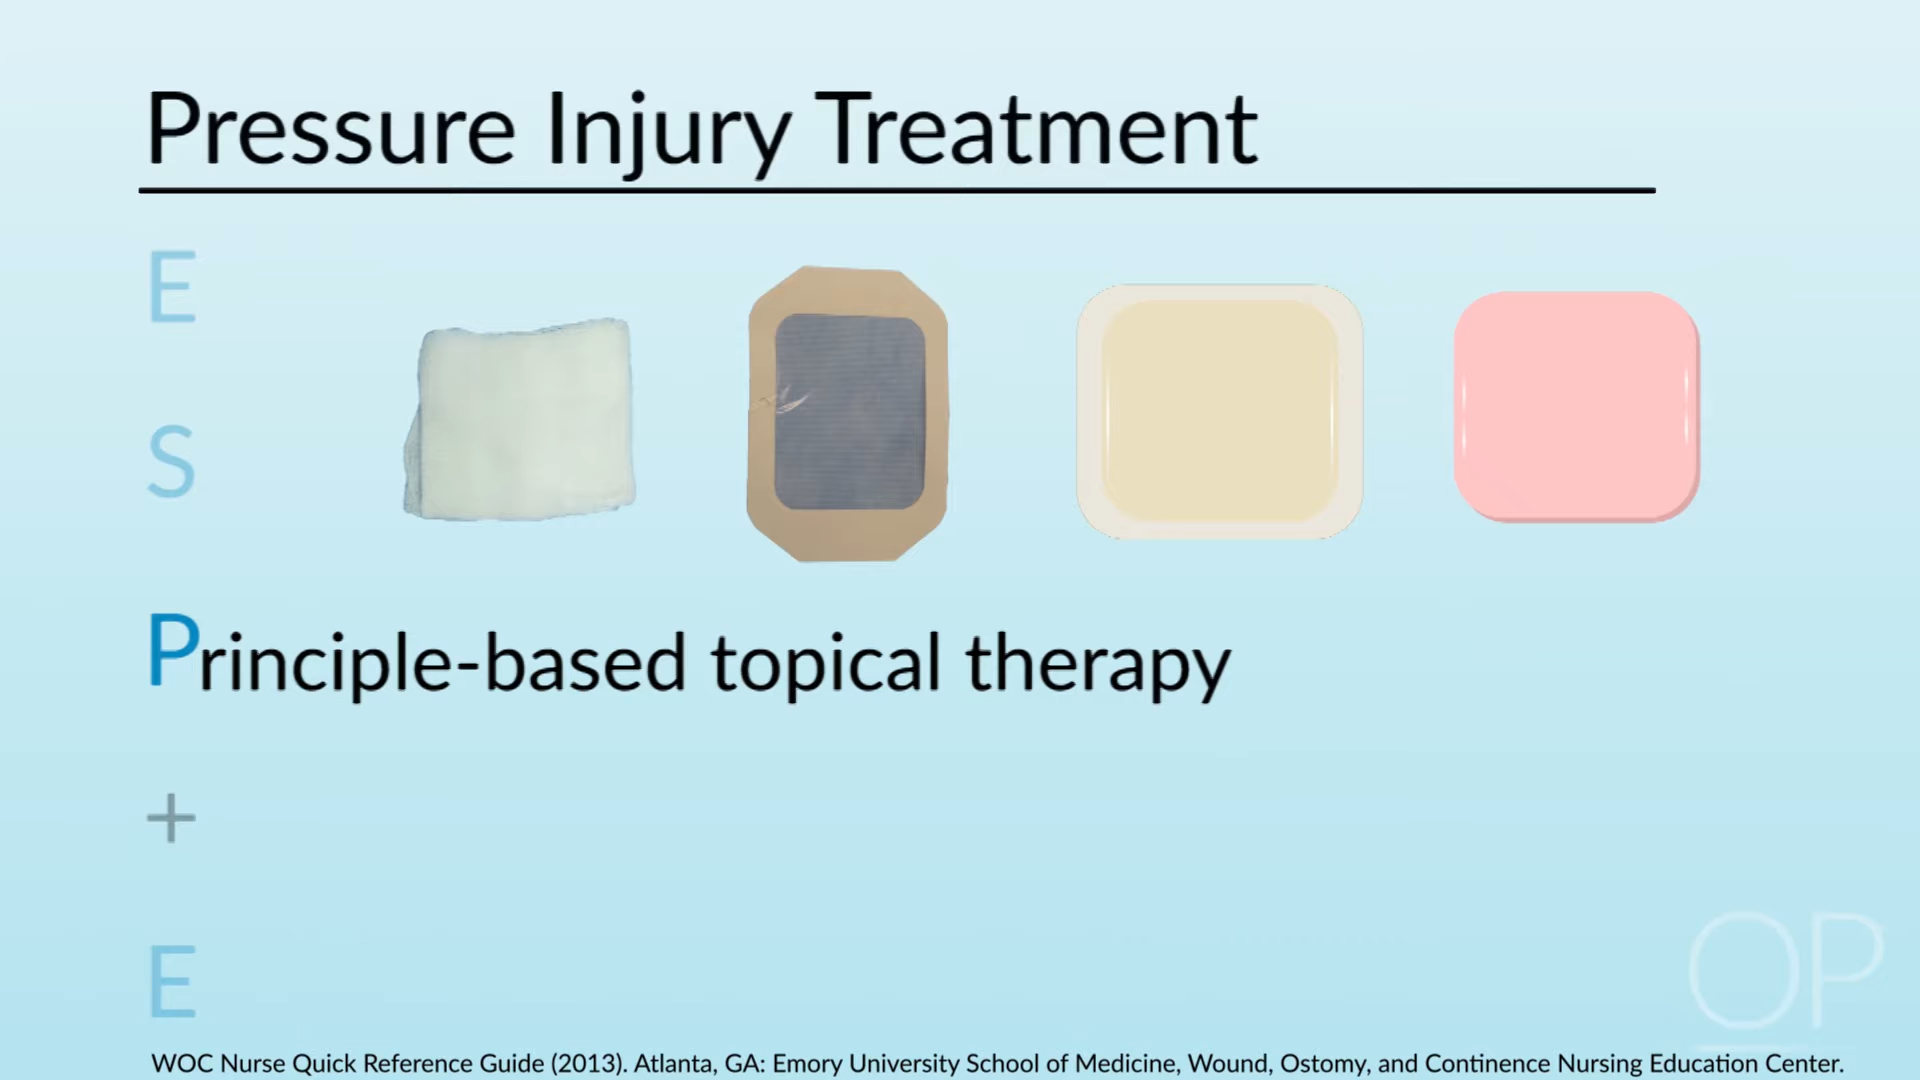 Pressure Injury Treatment
E
S
Principle-based topical therapy
+
E
OP
WOC Nurse Quick Reference Guide (2013). Atlanta, GA: Emory University School of Medicine, Wound, Ostomy, and Continence Nursing Education Center.